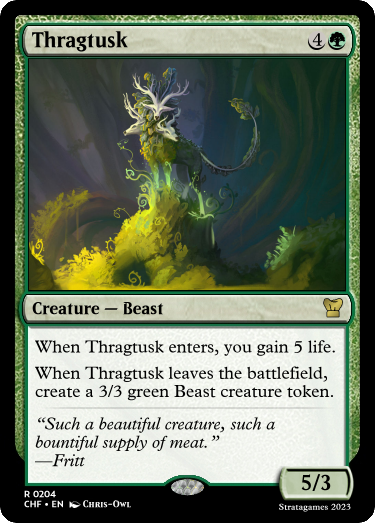 Thragtusk 4
Creature — Beast
When Thragtusk enters, you gain 5 life.
When Thragtusk leaves the battlefield,
create a 3/3 green Beast creature token.
“Such a beautiful creature, such a
bountiful supply of meat.”
—Fritt
5/3
R 0204
CHF • EN Chris-Owl
Stratagames 2023